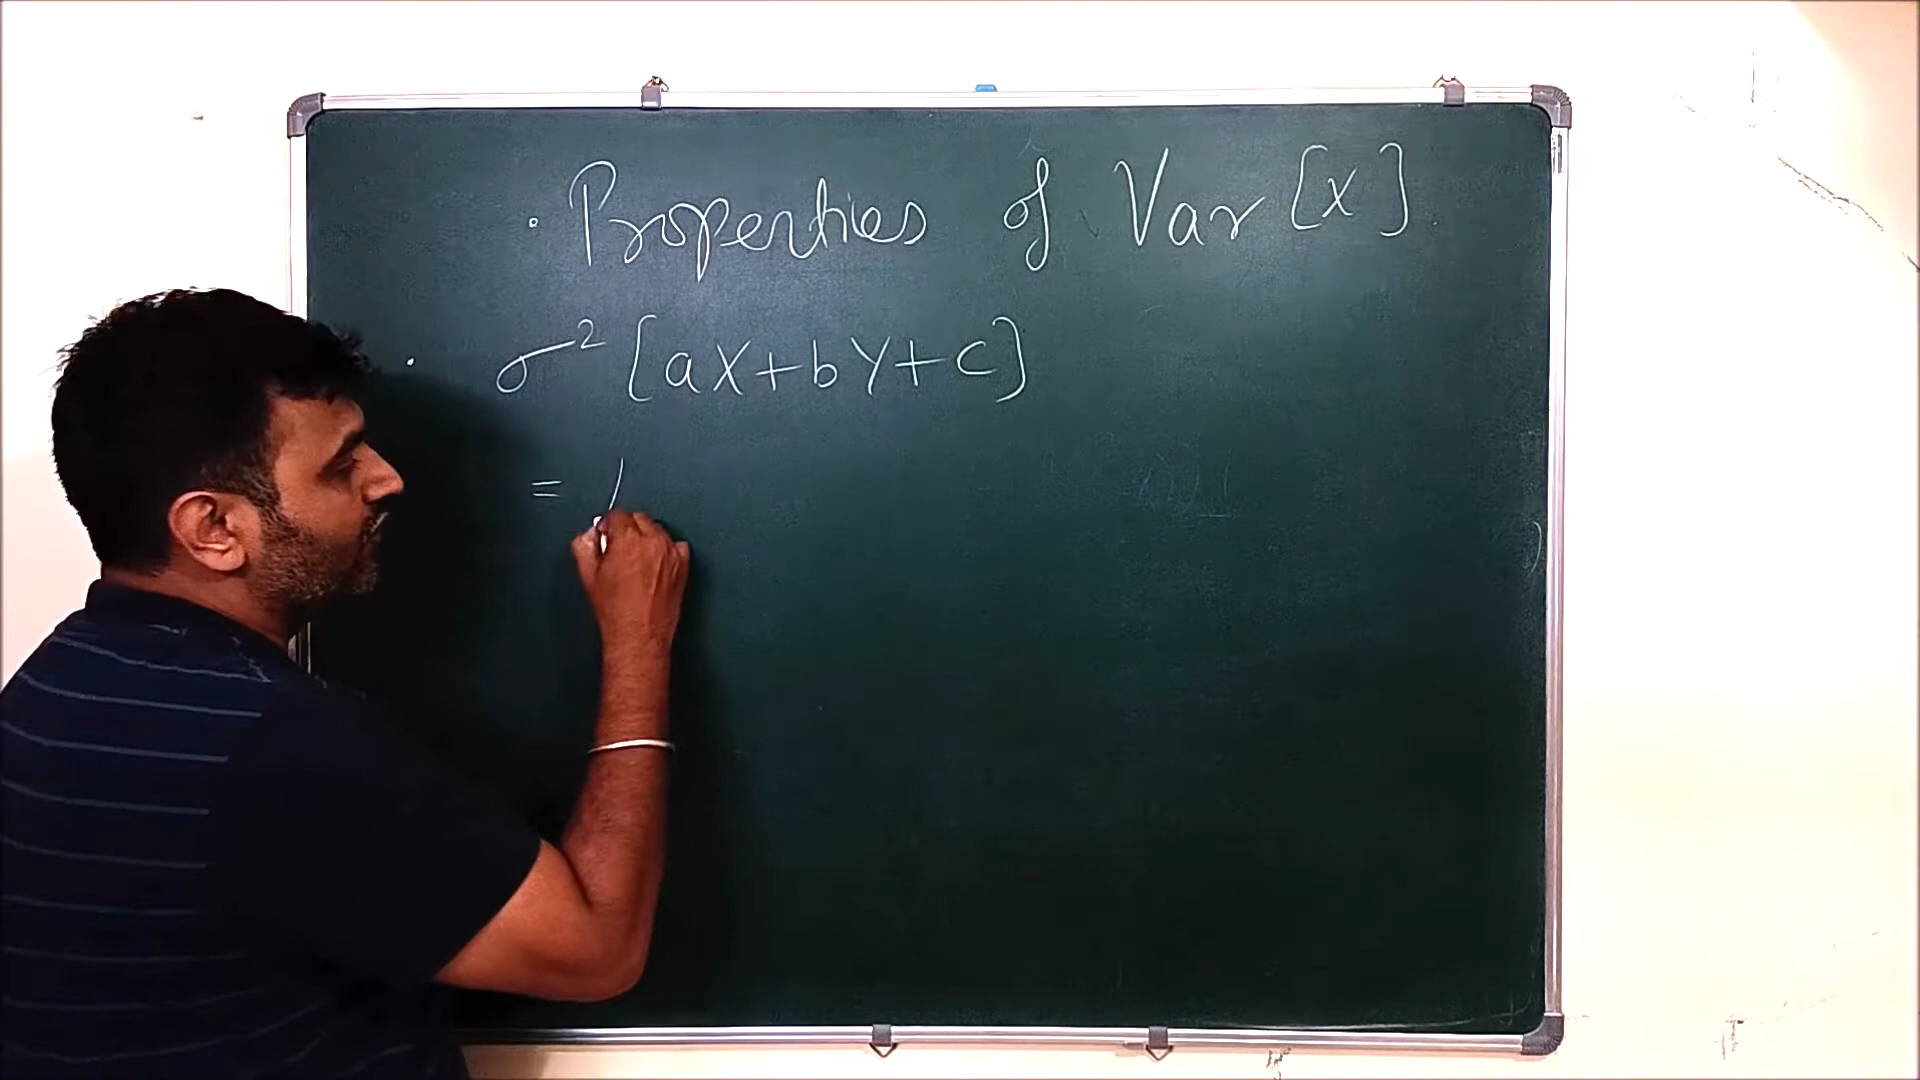 · Properties of Var [X]
· σ² [aX+bY+c]
=